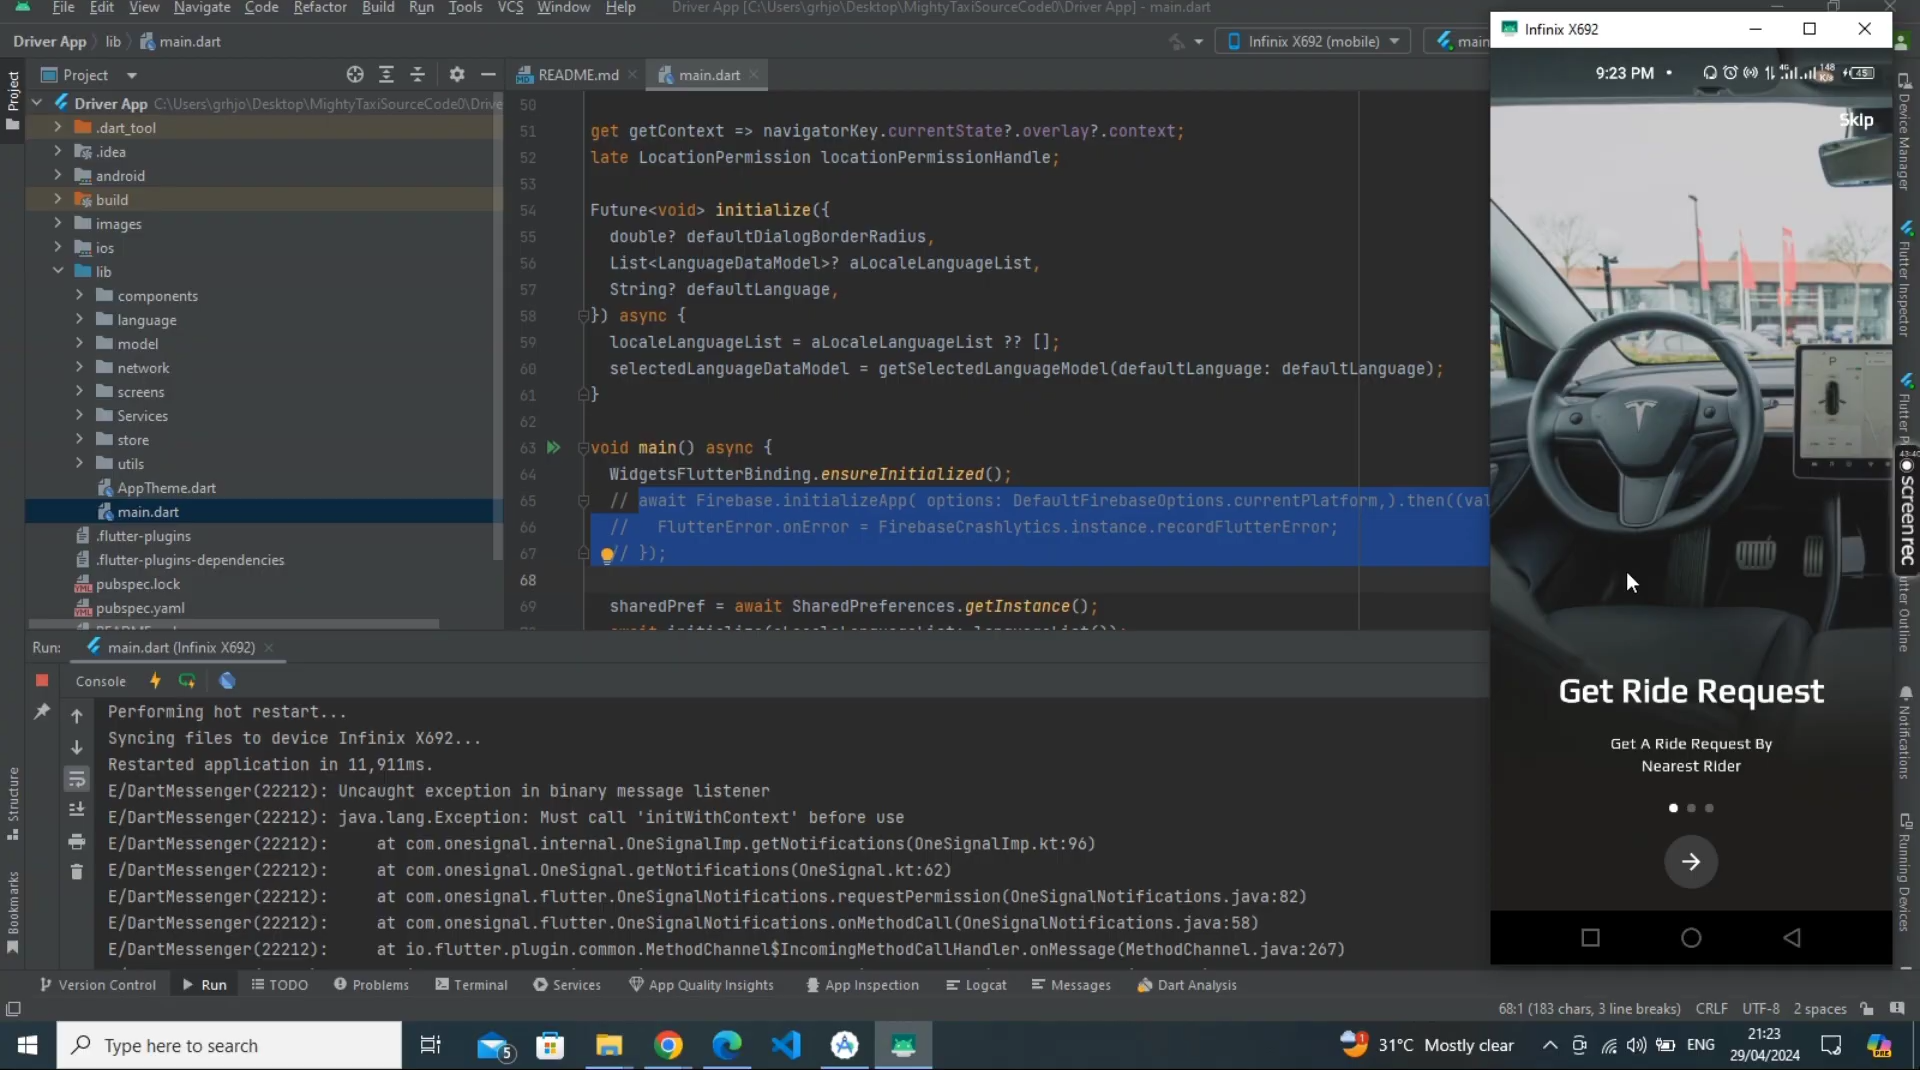 File Edit View Navigate Code Refactor Build Run Tools VCS Window Help Driver App [C:\Users\grhjo\Desktop\MightyTaxiSourceCode0\Driver App] - main.dart
Driver App lib main.dart
Infinix X692 (mobile) main
Project
README.md main.dart
Driver App C:\Users\grhjo\Desktop\MightyTaxiSourceCode0\Drive
.dart_tool
.idea
android
build
images
ios
lib
components
language
model
network
screens
Services
store
utils
AppTheme.dart
main.dart
.flutter-plugins
.flutter-plugins-dependencies
pubspec.lock
pubspec.yaml
50
51 get getContext => navigatorKey.currentState?.overlay?.context;
52 late LocationPermission locationPermissionHandle;
53
54 Future<void> initialize({
55 double? defaultDialogBorderRadius,
56 List<LanguageDataModel>? aLocaleLanguageList,
57 String? defaultLanguage,
58 }) async {
59 localeLanguageList = aLocaleLanguageList ?? [];
60 selectedLanguageDataModel = getSelectedLanguageModel(defaultLanguage: defaultLanguage);
61 }
62
63 void main() async {
64 WidgetsFlutterBinding.ensureInitialized();
65 // await Firebase.initializeApp( options: DefaultFirebaseOptions.currentPlatform,).then((val
66 // FlutterError.onError = FirebaseCrashlytics.instance.recordFlutterError;
67 // });
68
69 sharedPref = await SharedPreferences.getInstance();
Run: main.dart (Infinix X692)
Console
Performing hot restart...
Syncing files to device Infinix X692...
Restarted application in 11,911ms.
E/DartMessenger(22212): Uncaught exception in binary message listener
E/DartMessenger(22212): java.lang.Exception: Must call 'initWithContext' before use
E/DartMessenger(22212): at com.onesignal.internal.OneSignalImp.getNotifications(OneSignalImp.kt:96)
E/DartMessenger(22212): at com.onesignal.OneSignal.getNotifications(OneSignal.kt:62)
E/DartMessenger(22212): at com.onesignal.flutter.OneSignalNotifications.requestPermission(OneSignalNotifications.java:82)
E/DartMessenger(22212): at com.onesignal.flutter.OneSignalNotifications.onMethodCall(OneSignalNotifications.java:58)
E/DartMessenger(22212): at io.flutter.plugin.common.MethodChannel$IncomingMethodCallHandler.onMessage(MethodChannel.java:267)
Project
Structure
Bookmarks
Infinix X692
9:23 PM
Skip
Get Ride Request
Get A Ride Request By
Nearest Rider
Device Manager
Flutter Inspector
screenrec
Notifications
Running Devices
Version Control Run TODO Problems Terminal Services App Quality Insights App Inspection Logcat Messages Dart Analysis
68:1 (183 chars, 3 line breaks) CRLF UTF-8 2 spaces
Type here to search
5
31°C Mostly clear ENG
21:23
29/04/2024